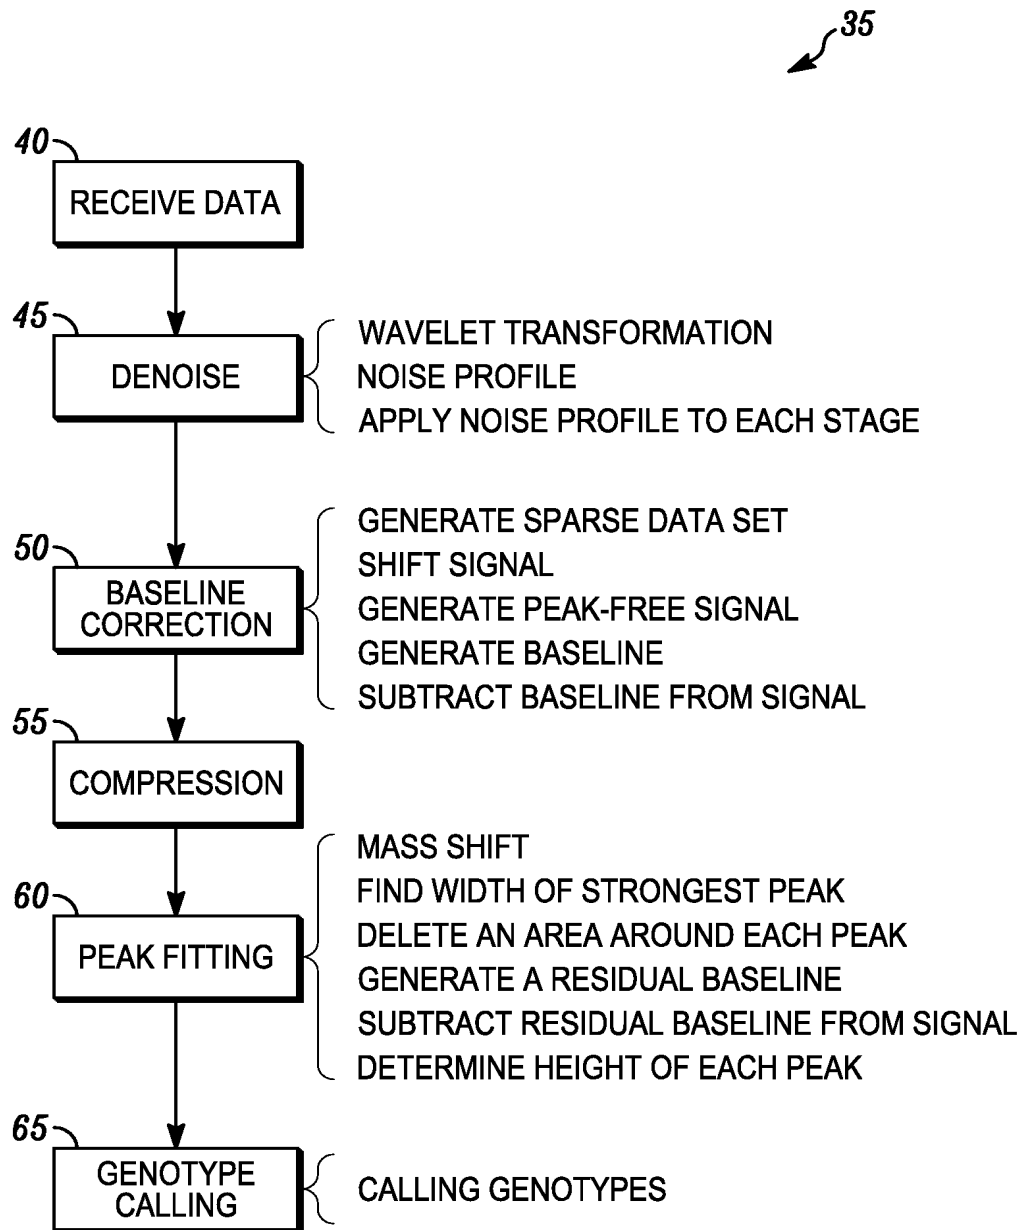 35
40
RECEIVE DATA
45
DENOISE
WAVELET TRANSFORMATION
NOISE PROFILE
APPLY NOISE PROFILE TO EACH STAGE
50
BASELINE
CORRECTION
GENERATE SPARSE DATA SET
SHIFT SIGNAL
GENERATE PEAK-FREE SIGNAL
GENERATE BASELINE
SUBTRACT BASELINE FROM SIGNAL
55
COMPRESSION
60
PEAK FITTING
MASS SHIFT
FIND WIDTH OF STRONGEST PEAK
DELETE AN AREA AROUND EACH PEAK
GENERATE A RESIDUAL BASELINE
SUBTRACT RESIDUAL BASELINE FROM SIGNAL
DETERMINE HEIGHT OF EACH PEAK
65
GENOTYPE
CALLING
CALLING GENOTYPES